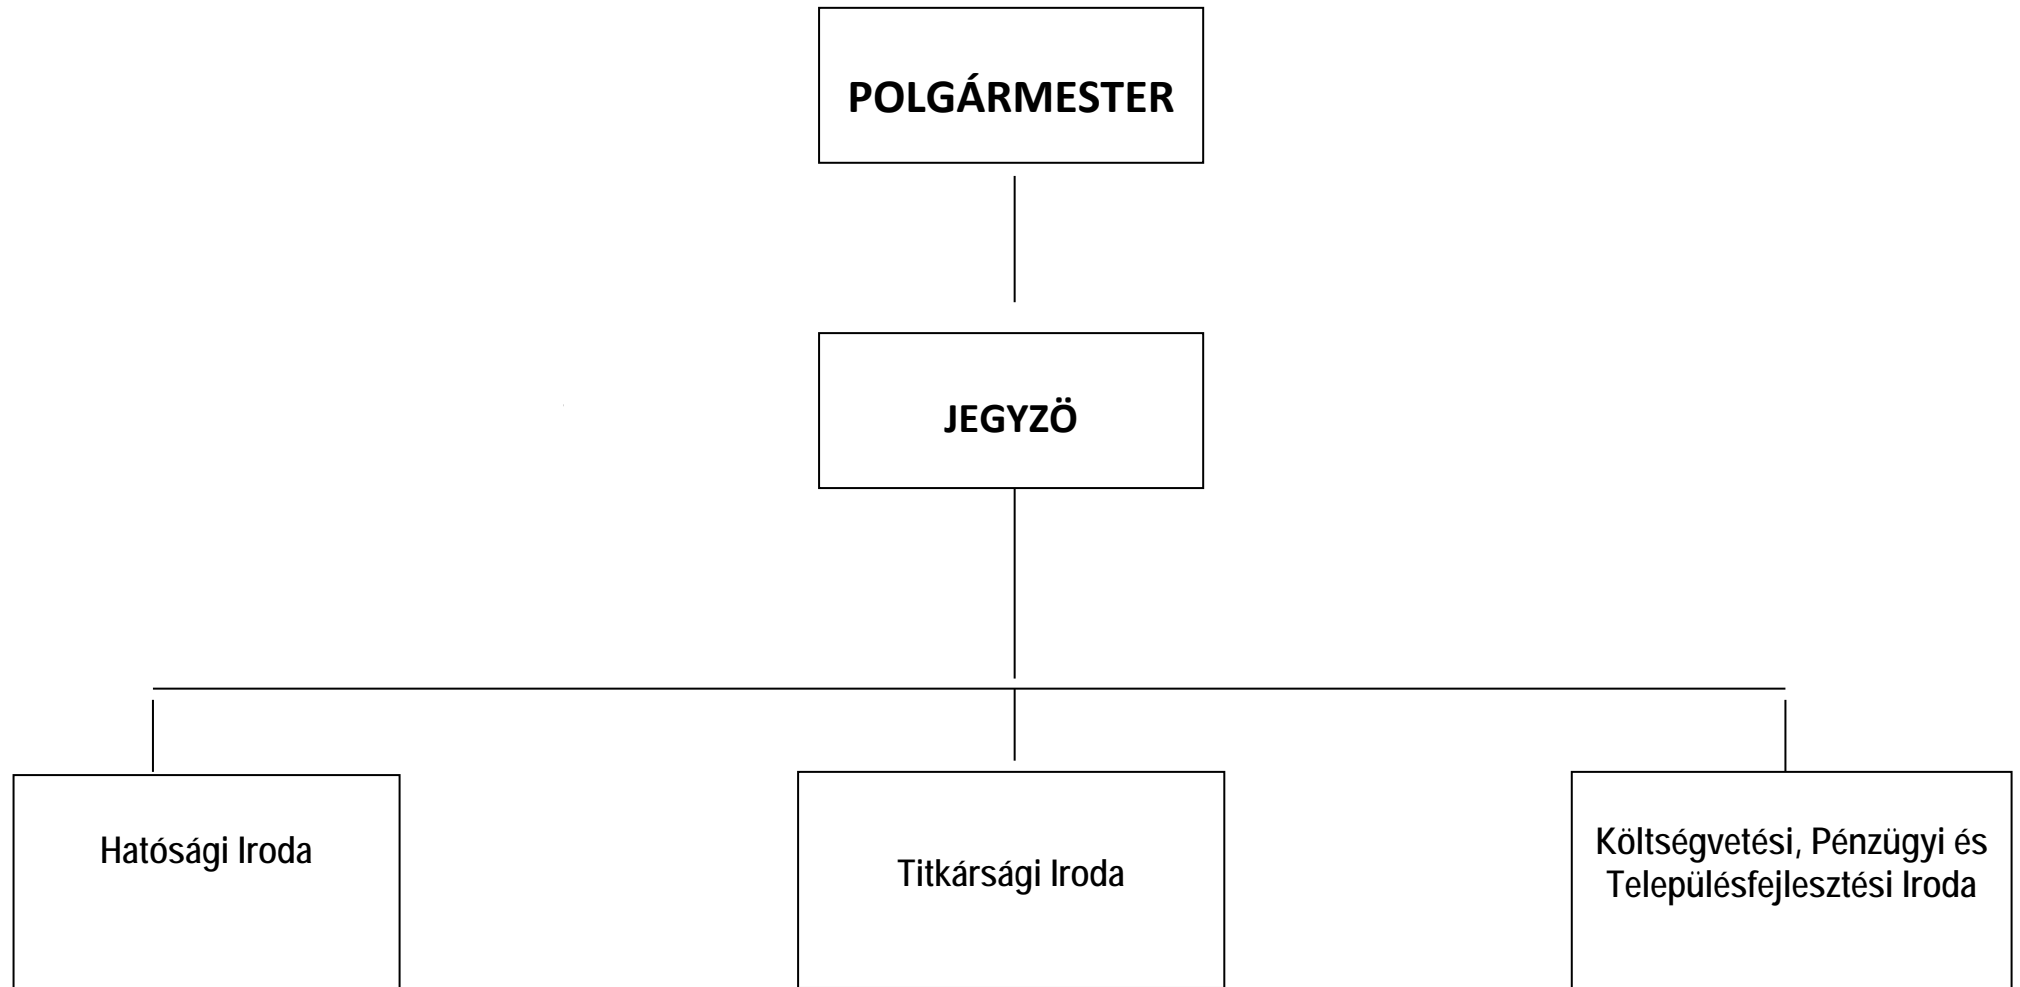 POLGÁRMESTER
JEGYZÖ
Hatósági Iroda
Titkársági Iroda
Költségvetési, Pénzügyi és
Településfejlesztési Iroda